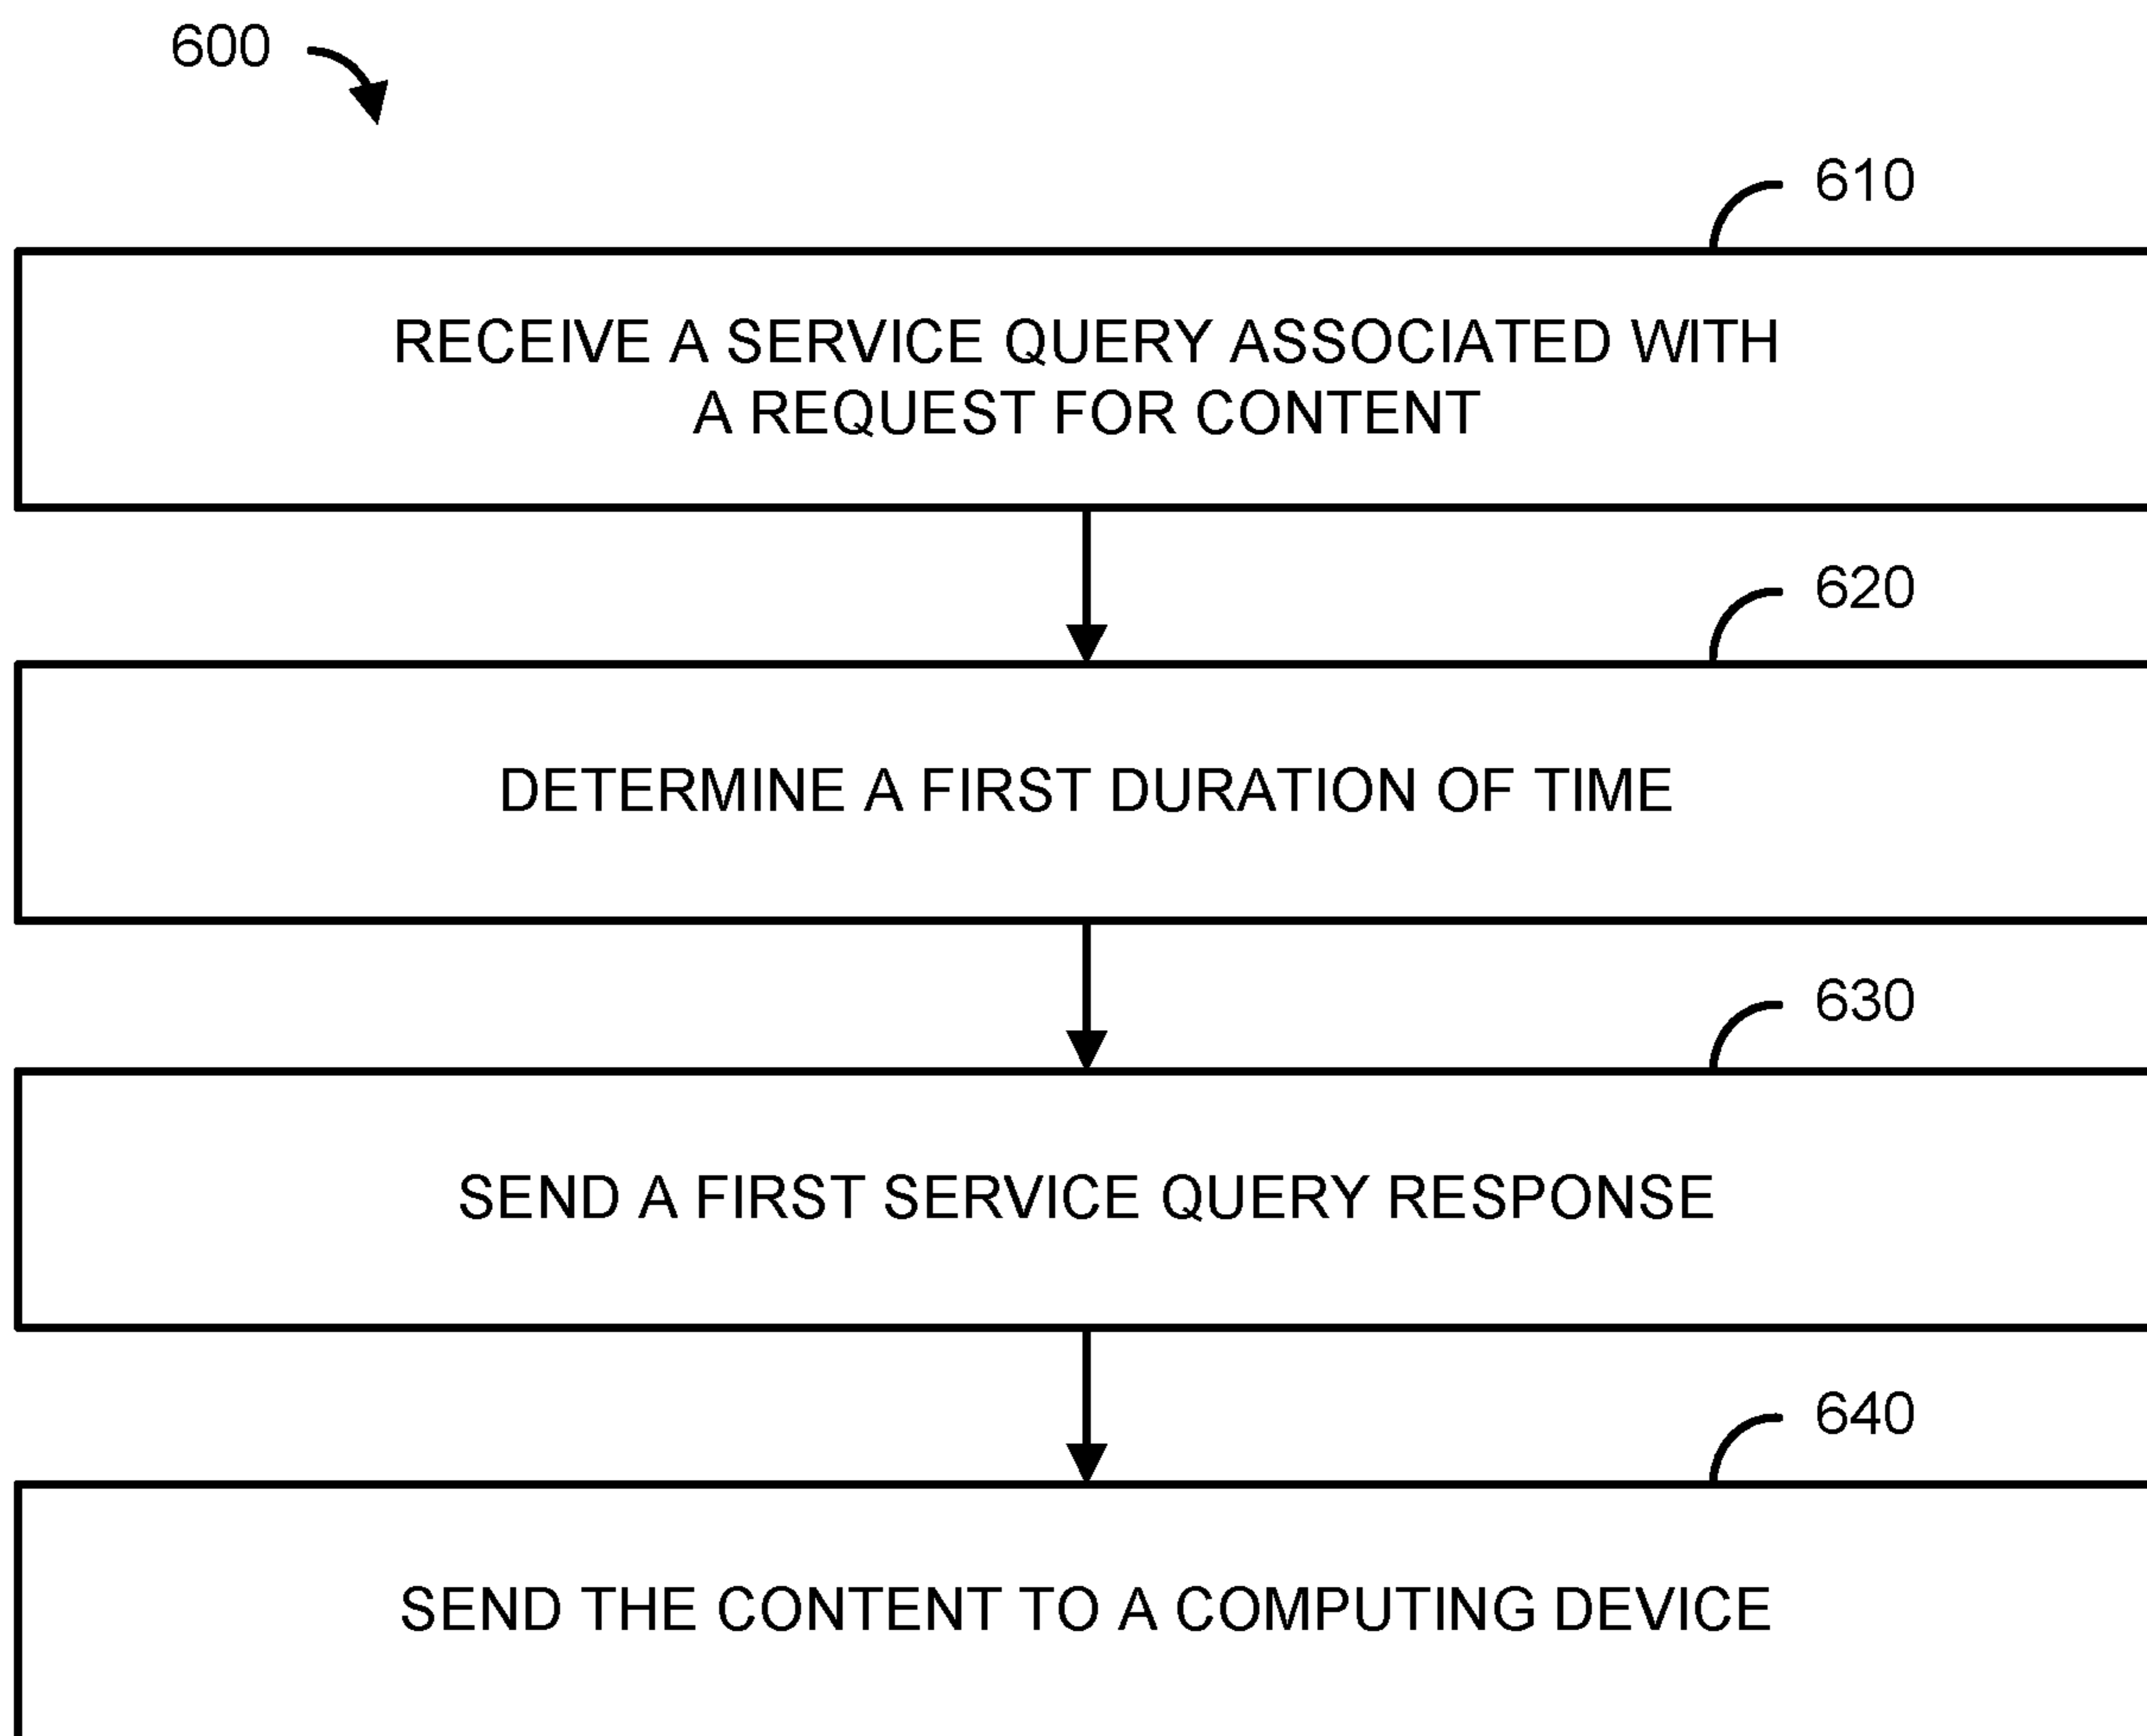 600
610
RECEIVE A SERVICE QUERY ASSOCIATED WITH
A REQUEST FOR CONTENT
620
DETERMINE A FIRST DURATION OF TIME
630
SEND A FIRST SERVICE QUERY RESPONSE
640
SEND THE CONTENT TO A COMPUTING DEVICE